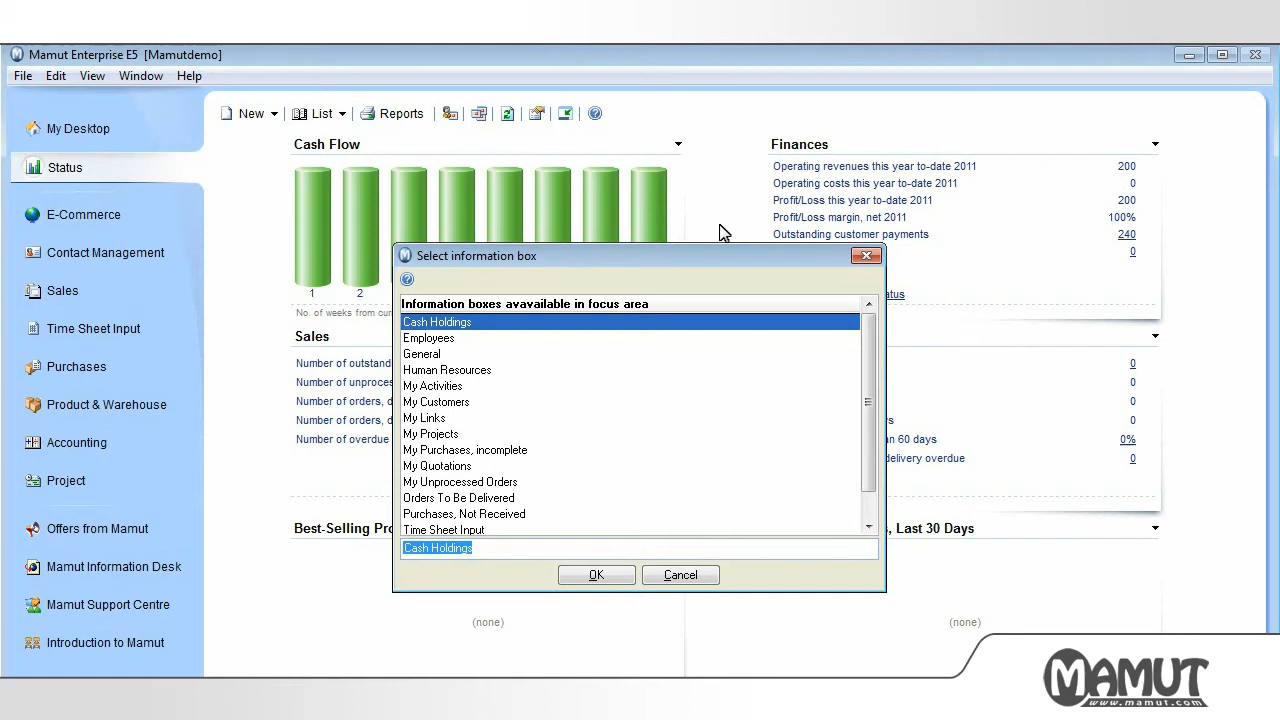 Mamut Enterprise E5 [Mamutdemo]
File Edit View Window Help
My Desktop
Status
E-Commerce
Contact Management
Sales
Time Sheet Input
Purchases
Product & Warehouse
Accounting
Project
Offers from Mamut
Mamut Information Desk
Mamut Support Centre
Introduction to Mamut
New List Reports
Cash Flow
1 2
No. of weeks from cur
Finances
Operating revenues this year to-date 2011 200
Operating costs this year to-date 2011 0
Profit/Loss this year to-date 2011 200
Profit/Loss margin, net 2011 100%
Outstanding customer payments 240
0
atus
Sales
Number of outstand
Number of unproces
Number of orders, d
Number of orders, d
Number of overdue
0
0
0
ys 0
an 60 days 0%
delivery overdue 0
Best-Selling Pro
(none)
s, Last 30 Days
(none)
Select information box
Information boxes avavailable in focus area
Cash Holdings
Employees
General
Human Resources
My Activities
My Customers
My Links
My Projects
My Purchases, incomplete
My Quotations
My Unprocessed Orders
Orders To Be Delivered
Purchases, Not Received
Time Sheet Input
Cash Holdings
OK Cancel
MAMUT
www.mamut.com